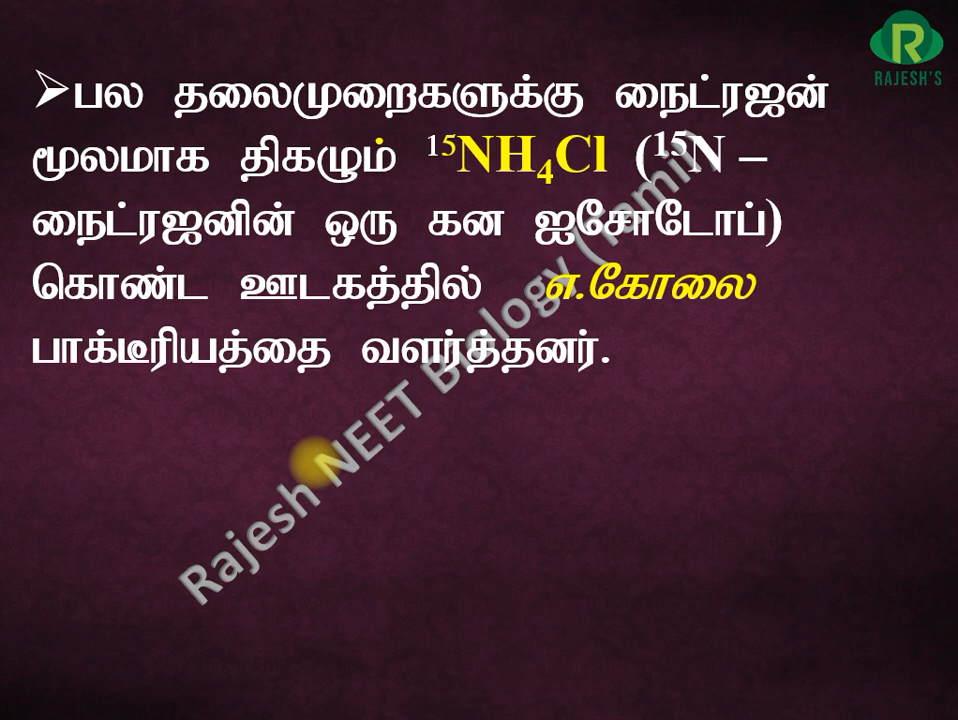 R
RAJESH'S
➢பல தலைமுறைகளுக்கு நைட்ரஜன்
மூலமாக திகழும் ¹⁵NH₄Cl (¹⁵N –
நைட்ரஜனின் ஒரு கன ஐசோடோப்)
கொண்ட ஊடகத்தில் எ.கோலை
பாக்டீரியத்தை வளர்த்தனர்.
Rajesh NEET Biology (Tamil)